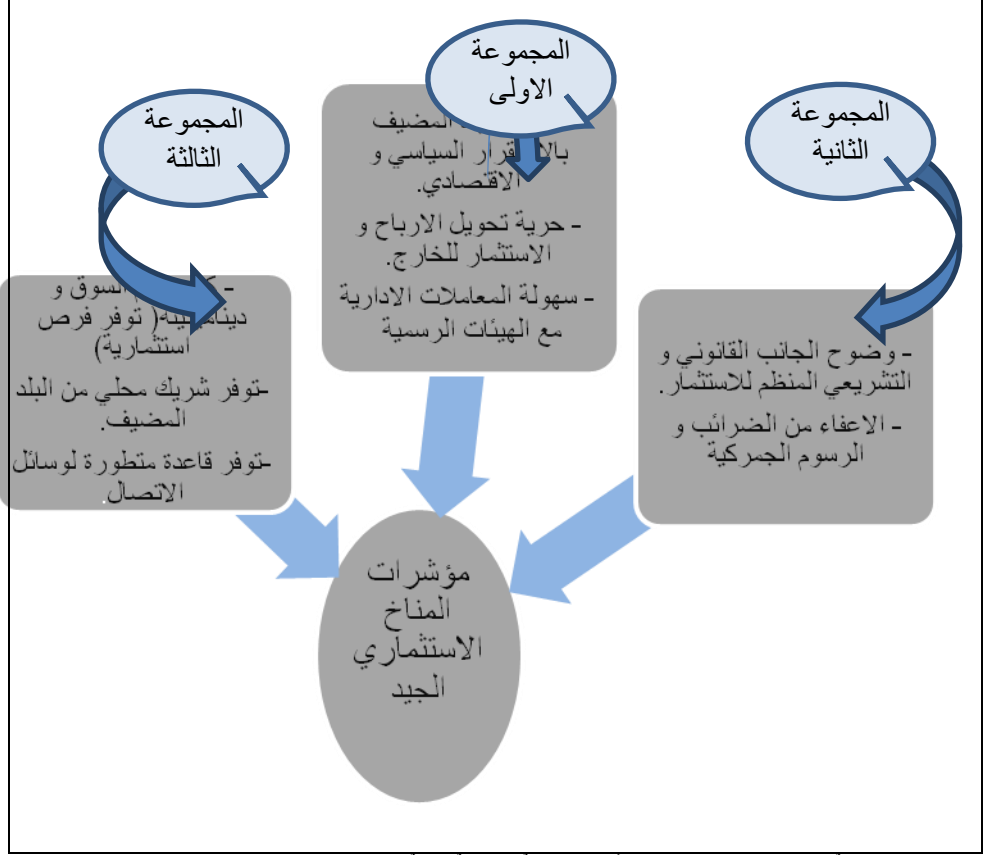 المجموعة
الاولى
المضيف
السياسي و
الاقتصادي.
- حرية تحويل الارباح و
الاستثمار للخارج.
- سهولة المعاملات الادارية
مع الهيئات الرسمية
المجموعة
الثانية
- وضوح الجانب القانوني و
التشريعي المنظم للاستثمار.
- الاعفاء من الضرائب و
الرسوم الجمركية
المجموعة
الثالثة
السوق و
( توفر فرص
استثمارية)
-توفر شريك محلي من البلد
المضيف.
-توفر قاعدة متطورة لوسائل
الاتصال.
مؤشرات
المناخ
الاستثماري
الجيد